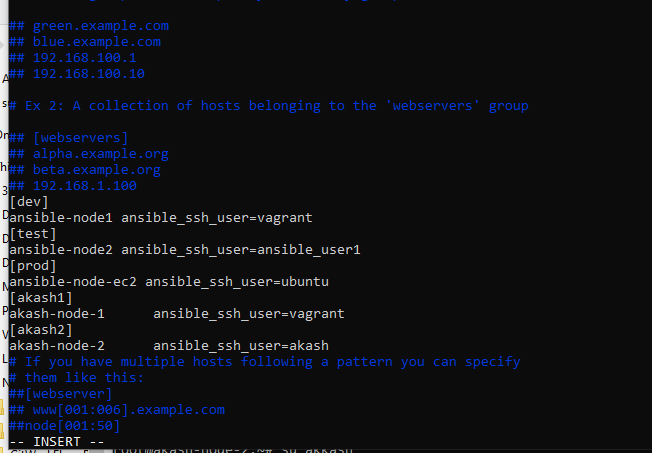 ## green.example.com
## blue.example.com
## 192.168.100.1
## 192.168.100.10
# Ex 2: A collection of hosts belonging to the 'webservers' group
## [webservers]
## alpha.example.org
## beta.example.org
## 192.168.1.100
[dev]
ansible-node1 ansible_ssh_user=vagrant
[test]
ansible-node2 ansible_ssh_user=ansible_user1
[prod]
ansible-node-ec2 ansible_ssh_user=ubuntu
[akash1]
akash-node-1      ansible_ssh_user=vagrant
[akash2]
akash-node-2      ansible_ssh_user=akash
# If you have multiple hosts following a pattern you can specify
# them like this:
##[webserver]
## www[001:006].example.com
##node[001:50]
-- INSERT --